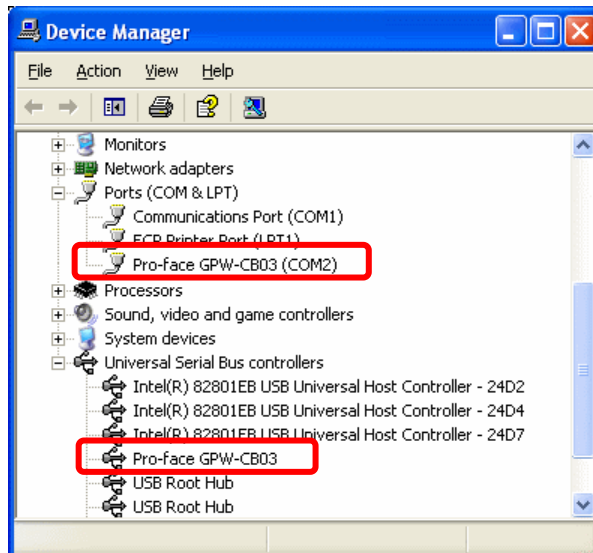 Device Manager
File Action View Help
Monitors
Network adapters
Ports (COM & LPT)
Communications Port (COM1)
ECP Printer Port (LPT1)
Pro-face GPW-CB03 (COM2)
Processors
Sound, video and game controllers
System devices
Universal Serial Bus controllers
Intel(R) 82801EB USB Universal Host Controller - 24D2
Intel(R) 82801EB USB Universal Host Controller - 24D4
Intel(R) 82801EB USB Universal Host Controller - 24D7
Pro-face GPW-CB03
USB Root Hub
USB Root Hub